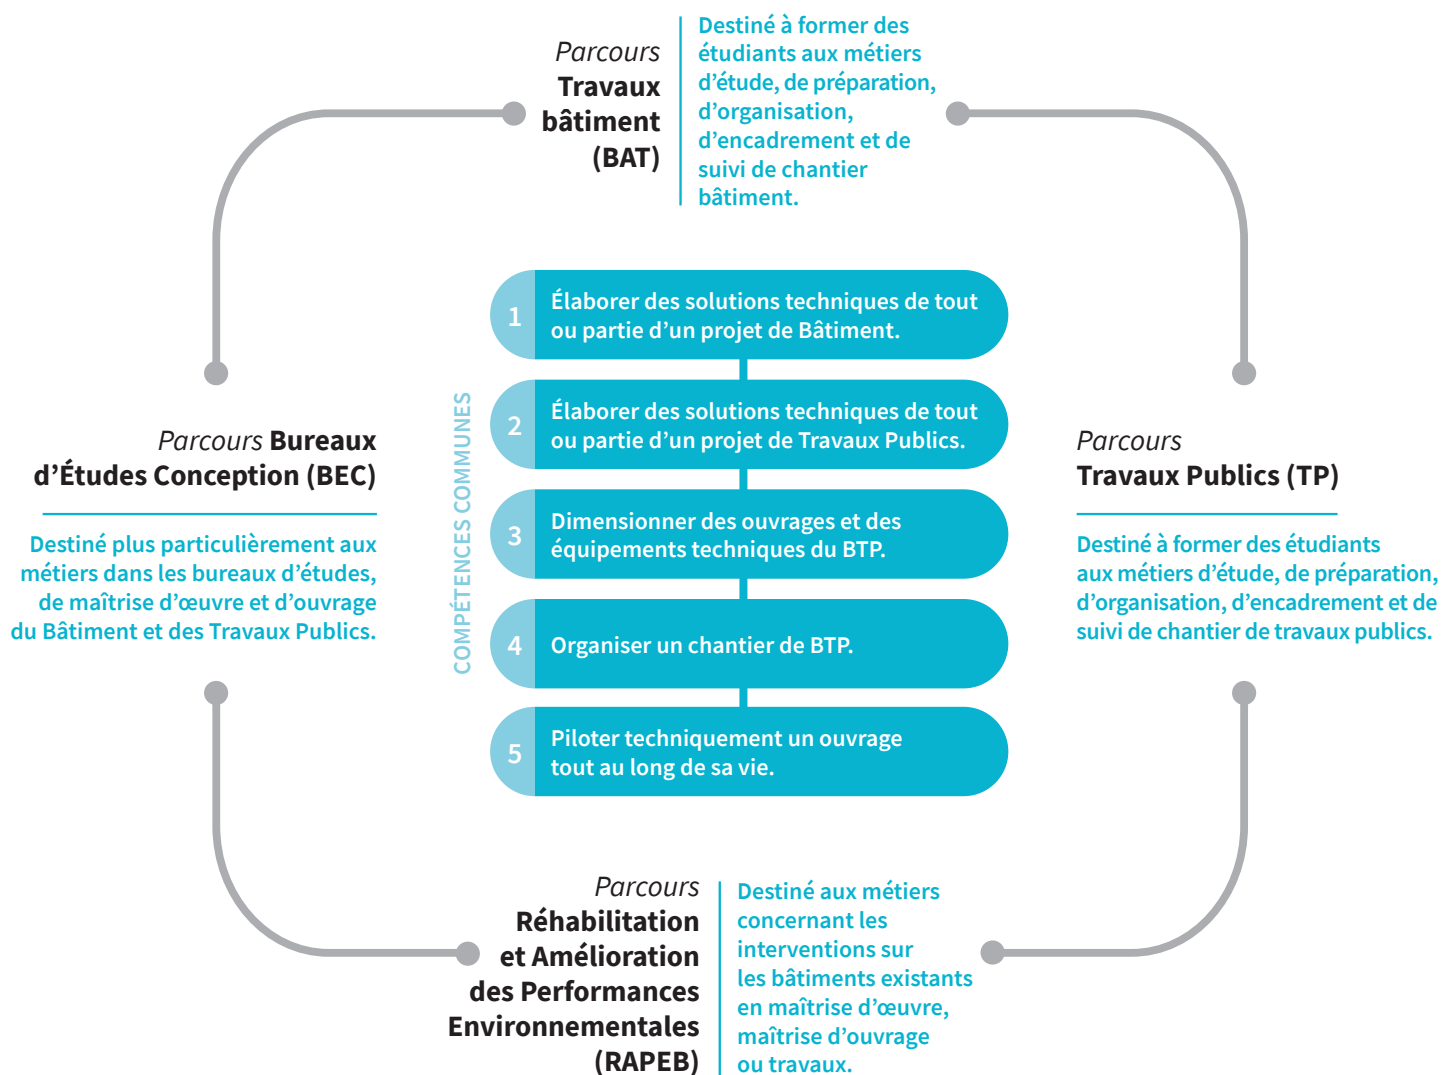 Parcours
Travaux
bâtiment
(BAT)
Destiné à former des
étudiants aux métiers
d’étude, de préparation,
d’organisation,
d’encadrement et de
suivi de chantier
bâtiment.
Parcours Bureaux
d’Études Conception (BEC)
Destiné plus particulièrement aux
métiers dans les bureaux d’études,
de maîtrise d’œuvre et d’ouvrage
du Bâtiment et des Travaux Publics.
COMPÉTENCES COMMUNES
1
Élaborer des solutions techniques de tout
ou partie d’un projet de Bâtiment.
2
Élaborer des solutions techniques de tout
ou partie d’un projet de Travaux Publics.
3
Dimensionner des ouvrages et des
équipements techniques du BTP.
4
Organiser un chantier de BTP.
5
Piloter techniquement un ouvrage
tout au long de sa vie.
Parcours
Travaux Publics (TP)
Destiné à former des étudiants
aux métiers d’étude, de préparation,
d’organisation, d’encadrement et de
suivi de chantier de travaux publics.
Parcours
Réhabilitation
et Amélioration
des Performances
Environnementales
(RAPEB)
Destiné aux métiers
concernant les
interventions sur
les bâtiments existants
en maîtrise d’œuvre,
maîtrise d’ouvrage
ou travaux.